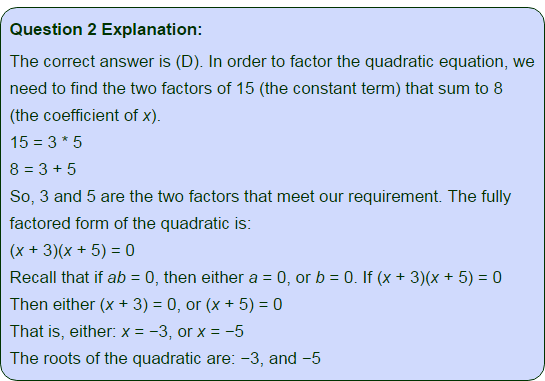 Question 2 Explanation:
The correct answer is (D). In order to factor the quadratic equation, we
need to find the two factors of 15 (the constant term) that sum to 8
(the coefficient of x).
15 = 3 * 5
8 = 3 + 5
So, 3 and 5 are the two factors that meet our requirement. The fully
factored form of the quadratic is:
(x + 3)(x + 5) = 0
Recall that if ab = 0, then either a = 0, or b = 0. If (x + 3)(x + 5) = 0
Then either (x + 3) = 0, or (x + 5) = 0
That is, either: x = −3, or x = −5
The roots of the quadratic are: −3, and −5